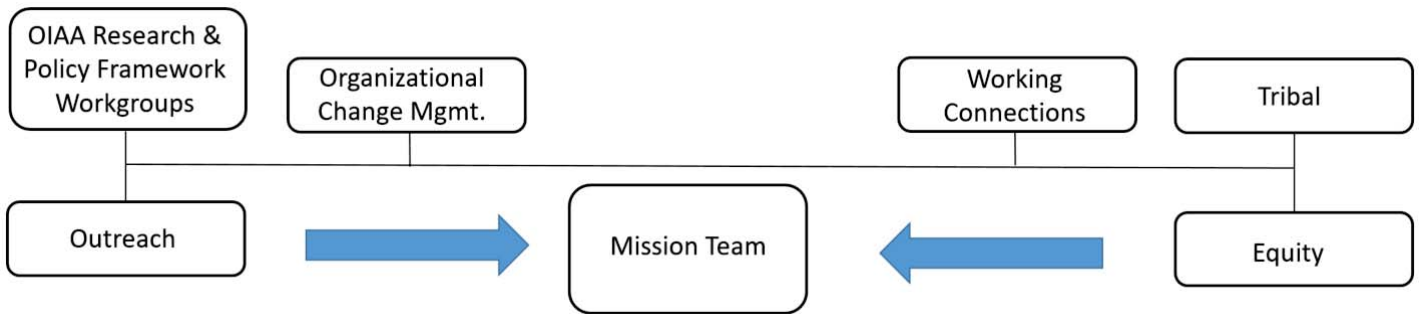 OIAA Research &
Policy Framework
Workgroups
Organizational
Change Mgmt.
Working
Connections
Tribal
Outreach
Mission Team
Equity